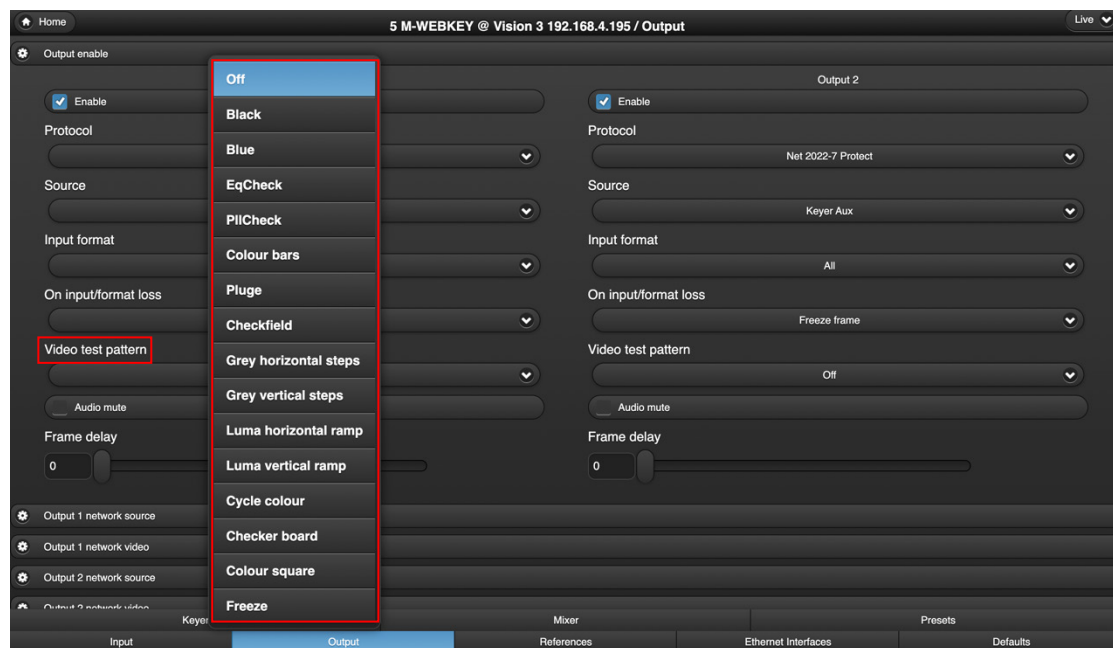 Home
5 M-WEBKEY @ Vision 3 192.168.4.195 / Output
Live
Output enable
Off
Black
Blue
EqCheck
PllCheck
Colour bars
Pluge
Checkfield
Grey horizontal steps
Grey vertical steps
Luma horizontal ramp
Luma vertical ramp
Cycle colour
Checker board
Colour square
Freeze
Enable
Protocol
Source
Input format
On input/format loss
Video test pattern
Audio mute
Frame delay
0
Output 2
Enable
Protocol
Net 2022-7 Protect
Source
Keyer Aux
Input format
All
On input/format loss
Freeze frame
Video test pattern
Off
Audio mute
Frame delay
0
Output 1 network source
Output 1 network video
Output 2 network source
Output 2 network video
Keyer
Mixer
Presets
Input
Output
References
Ethernet Interfaces
Defaults